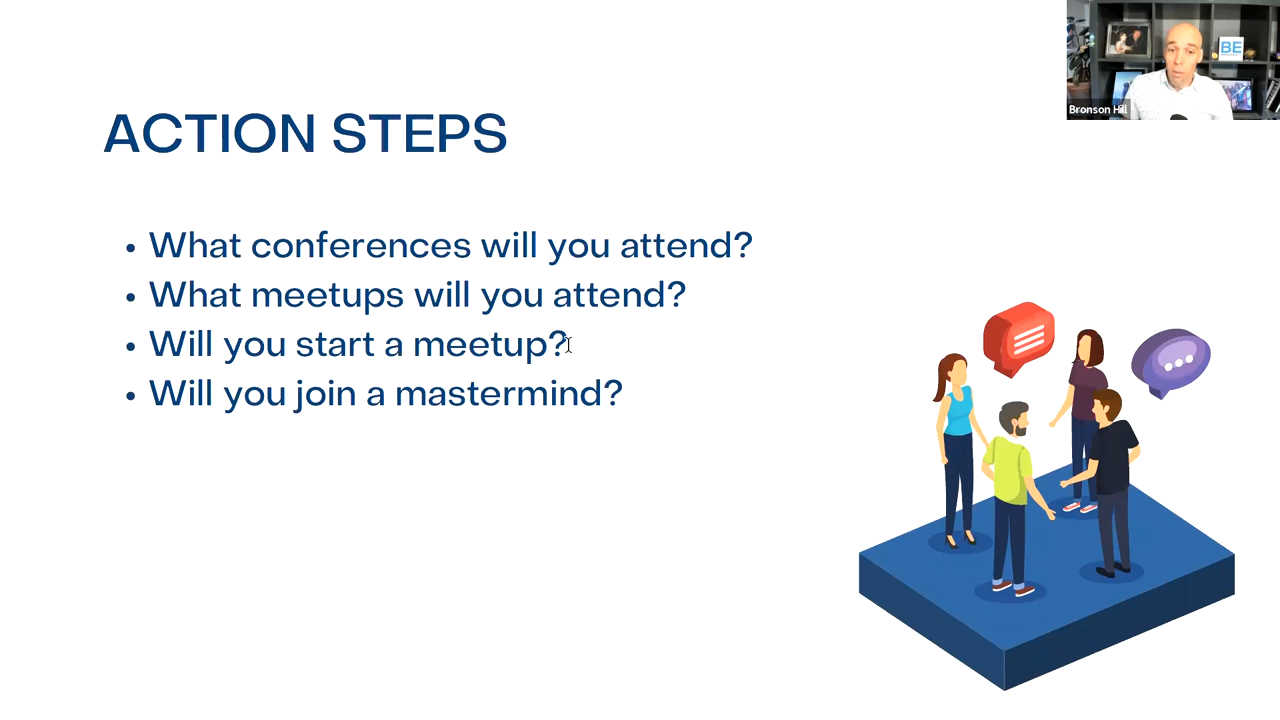 BE
Bronson Hill
ACTION STEPS
• What conferences will you attend?
• What meetups will you attend?
• Will you start a meetup?
• Will you join a mastermind?